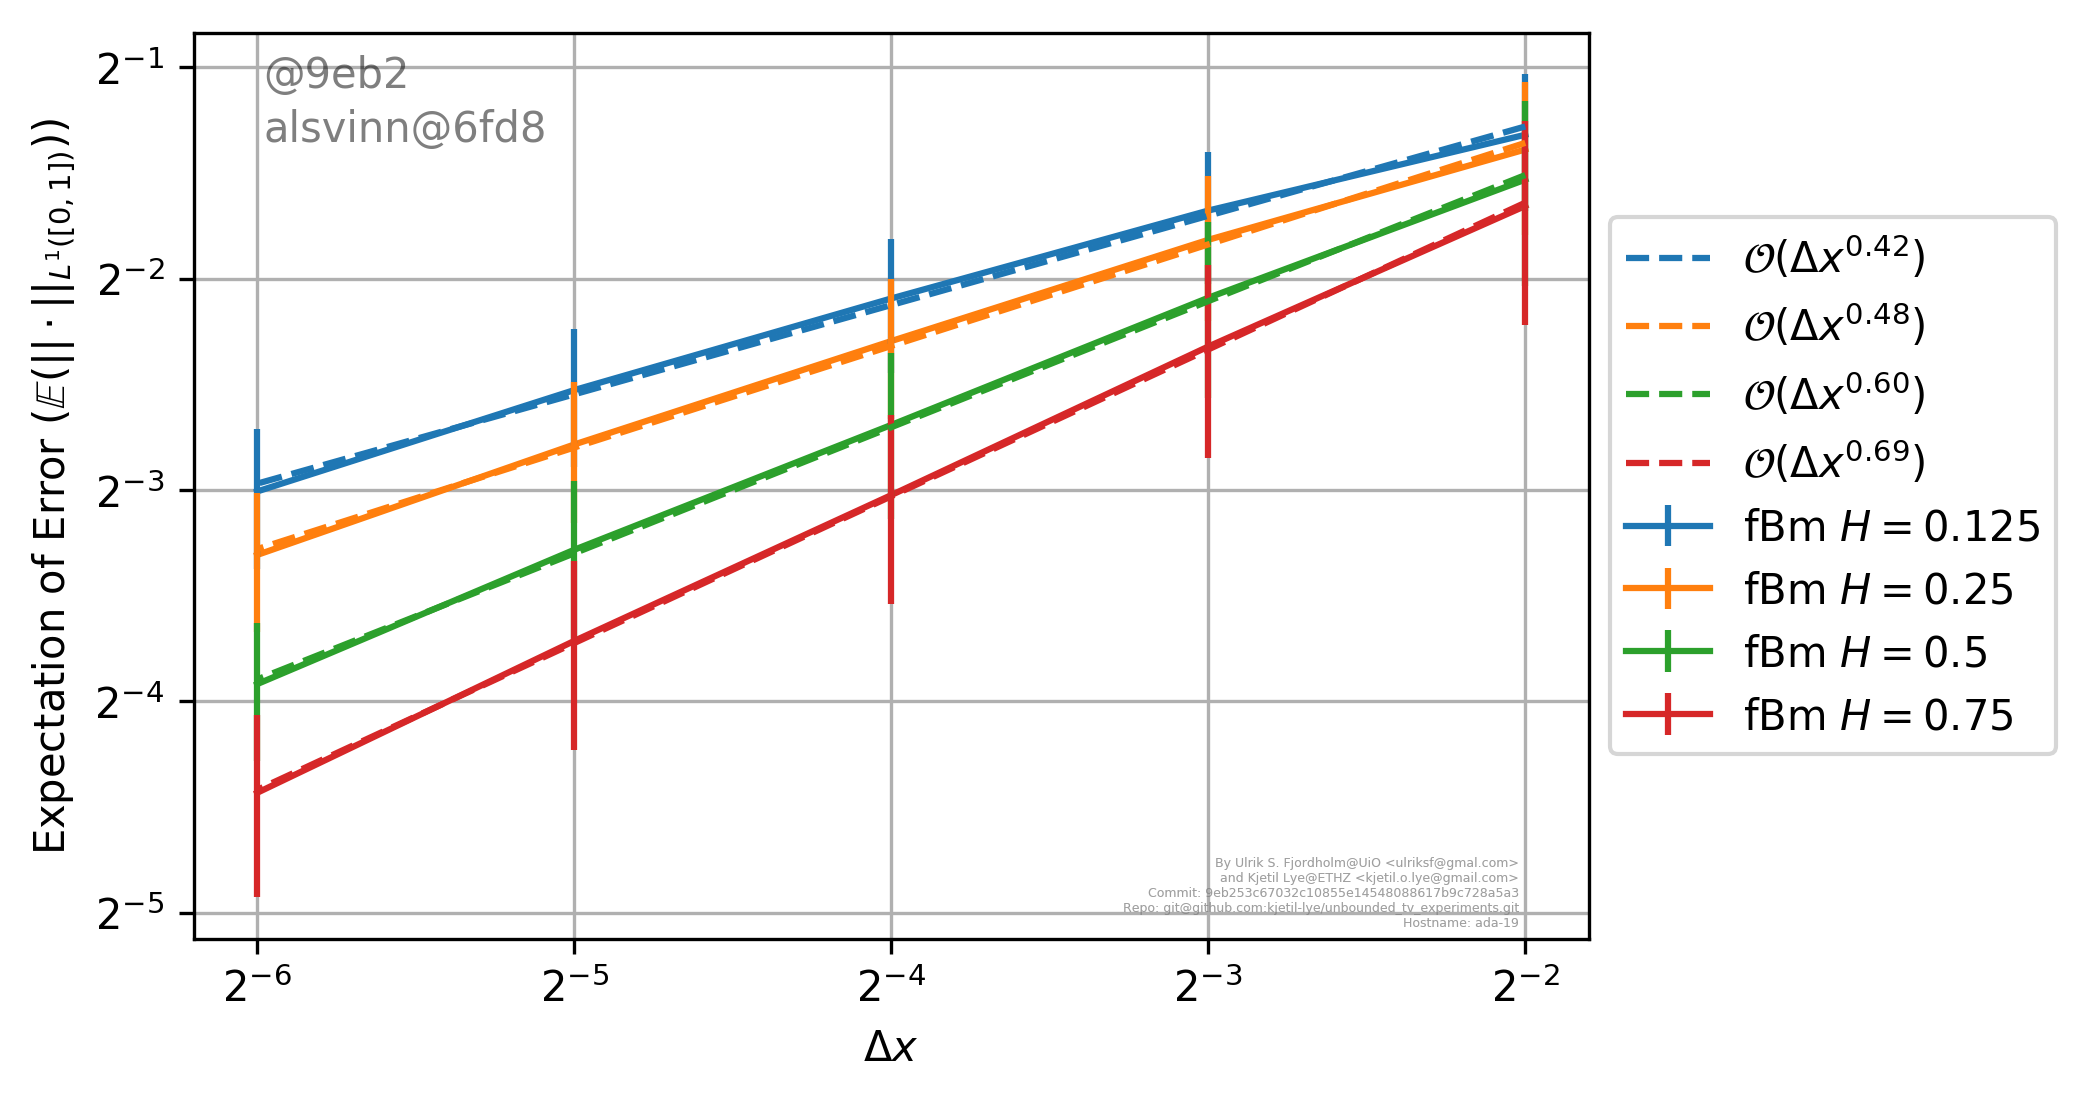 @9eb2
alsvinn@6fd8
Expectation of Error (𝔼(||·||_{L^1([0,1])}))
2^{-1}
2^{-2}
2^{-3}
2^{-4}
2^{-5}
2^{-6}
2^{-5}
2^{-4}
2^{-3}
2^{-2}
Δx
By Ulrik S. Fjordholm@UiO <ulriksf@gmal.com>
and Kjetil Lye@ETHZ <kjetil.o.lye@gmail.com>
Commit: 9eb253c67032c10855e14548088617b9c728a5a3
Repo: git@github.com:kjetil-lye/unbounded_tv_experiments.git
Hostname: ada-19
𝒪(Δx^{0.42})
𝒪(Δx^{0.48})
𝒪(Δx^{0.60})
𝒪(Δx^{0.69})
fBm H = 0.125
fBm H = 0.25
fBm H = 0.5
fBm H = 0.75